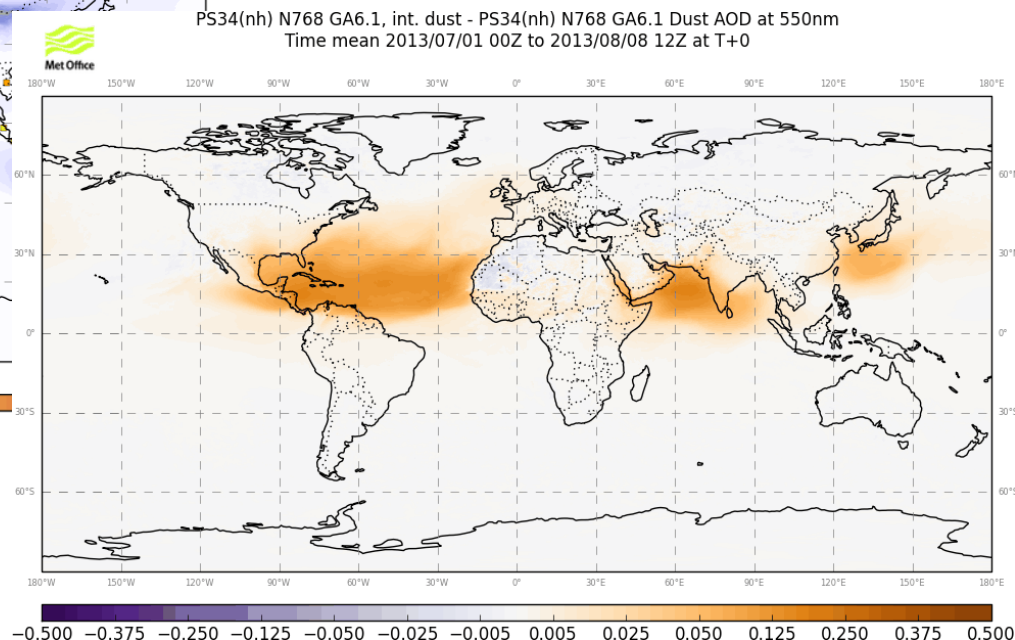 PS34(nh) N768 GA6.1, int. dust - PS34(nh) N768 GA6.1 Dust AOD at 550nm
Time mean 2013/07/01 00Z to 2013/08/08 12Z at T+0
Met Office
180°W 150°W 120°W 90°W 60°W 30°W 0° 30°E 60°E 90°E 120°E 150°E 180°E
60°N 60°N
30°N 30°N
0° 0°
30°S 30°S
60°S 60°S
180°W 150°W 120°W 90°W 60°W 30°W 0° 30°E 60°E 90°E 120°E 150°E 180°E
−0.500 −0.375 −0.250 −0.125 −0.050 −0.025 −0.005 0.005 0.025 0.050 0.125 0.250 0.375 0.500